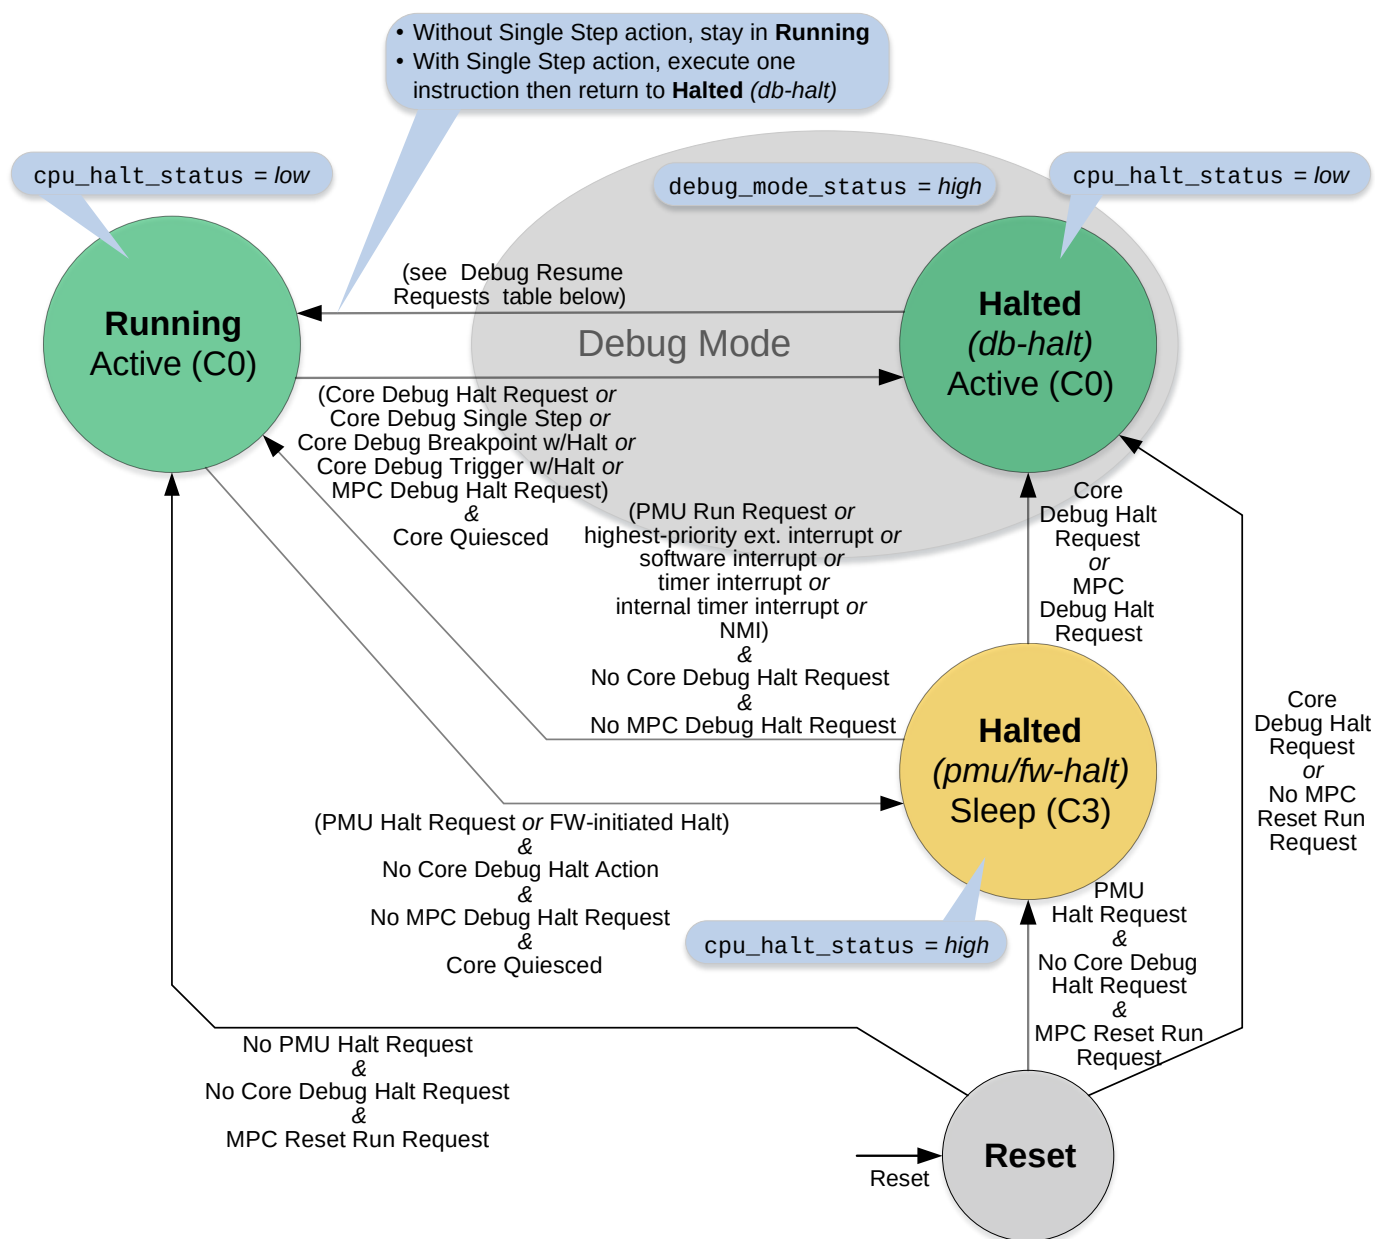 • Without Single Step action, stay in Running
• With Single Step action, execute one
instruction then return to Halted (db-halt)
cpu_halt_status = low
debug_mode_status = high
cpu_halt_status = low
(see Debug Resume
Requests table below)
Running
Active (C0)
Debug Mode
Halted
(db-halt)
Active (C0)
(Core Debug Halt Request or
Core Debug Single Step or
Core Debug Breakpoint w/Halt or
Core Debug Trigger w/Halt or
MPC Debug Halt Request)
&
Core Quiesced
(PMU Run Request or
highest-priority ext. interrupt or
software interrupt or
timer interrupt or
internal timer interrupt or
NMI)
&
No Core Debug Halt Request
&
No MPC Debug Halt Request
Core
Debug Halt
Request
or
MPC
Debug Halt
Request
Halted
(pmu/fw-halt)
Sleep (C3)
Core
Debug Halt
Request
or
No MPC
Reset Run
Request
(PMU Halt Request or FW-initiated Halt)
&
No Core Debug Halt Action
&
No MPC Debug Halt Request
&
Core Quiesced
cpu_halt_status = high
PMU
Halt Request
&
No Core Debug
Halt Request
&
MPC Reset Run
Request
No PMU Halt Request
&
No Core Debug Halt Request
&
MPC Reset Run Request
Reset
Reset